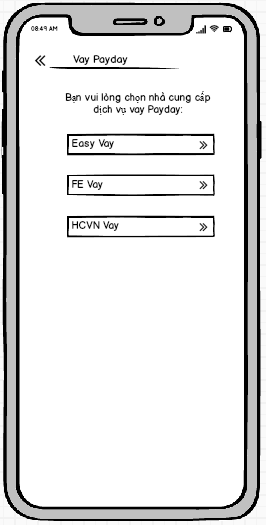 08:49 AM
Vay Payday
Bạn vui lòng chọn nhà cung cấp
dịch vụ vay Payday:
Easy Vay
FE Vay
HCVN Vay